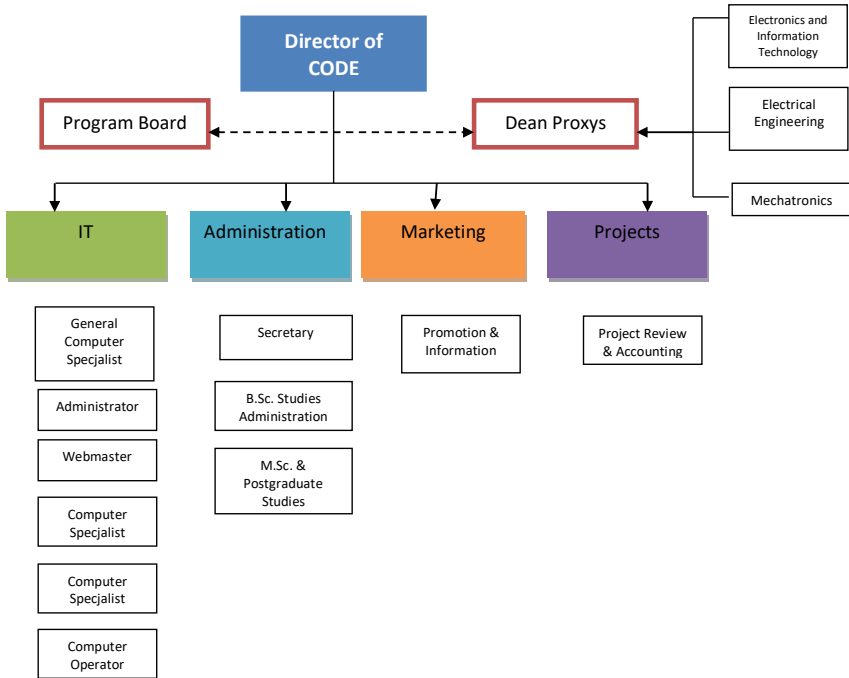 Director of
CODE
Electronics and
Information
Technology
Program Board
Dean Proxys
Electrical
Engineering
Mechatronics
IT
Administration
Marketing
Projects
General
Computer
Specjalist
Administrator
Webmaster
Computer
Specjalist
Computer
Specjalist
Computer
Operator
Secretary
B.Sc. Studies
Administration
M.Sc. &
Postgraduate
Studies
Promotion &
Information
Project Review
& Accounting